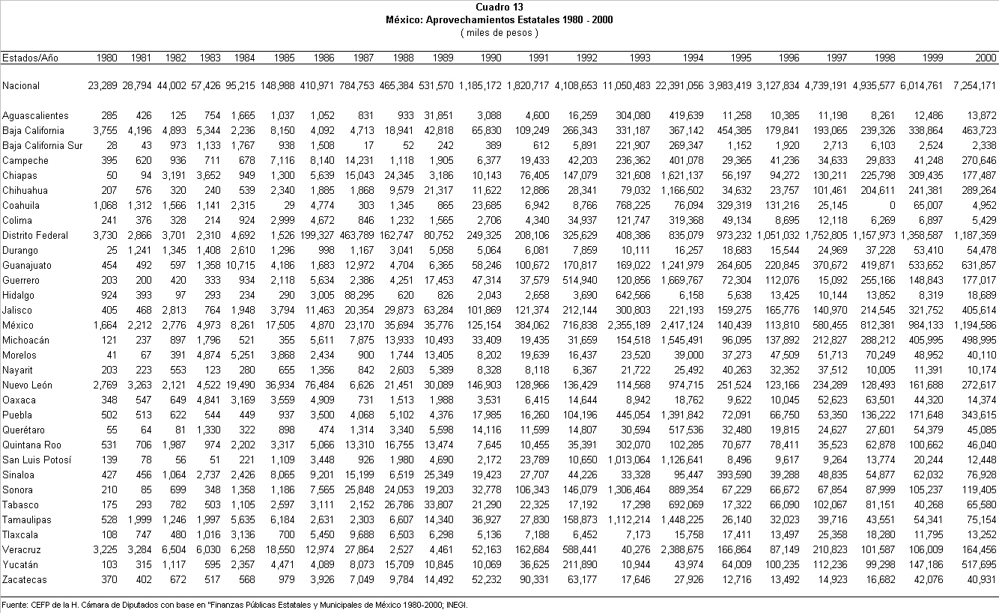 Cuadro 13
México: Aprovechamientos Estatales 1980 - 2000
( miles de pesos )
Estados/Año 1980 1981 1982 1983 1984 1985 1986 1987 1988 1989 1990 1991 1992 1993 1994 1995 1996 1997 1998 1999 2000
Nacional 23,289 28,794 44,002 57,426 95,215 148,988 410,971 784,753 465,384 531,570 1,185,172 1,820,717 4,108,653 11,050,483 22,391,056 3,983,419 3,127,834 4,739,191 4,935,577 6,014,761 7,254,171
Aguascalientes 285 426 125 754 1,665 1,037 1,052 831 933 31,851 3,088 4,600 16,259 304,080 419,639 11,258 10,385 11,198 8,261 12,486 13,872
Baja California 3,755 4,196 4,893 5,344 2,236 8,150 4,092 4,713 18,941 42,818 65,830 109,249 266,343 331,187 367,142 454,385 179,841 193,065 239,326 338,864 463,723
Baja California Sur 28 43 973 1,133 1,767 938 1,508 17 52 242 389 612 5,891 221,907 269,347 1,152 1,920 2,713 6,103 2,524 2,338
Campeche 395 620 936 711 678 7,116 8,140 14,231 1,118 1,905 6,377 19,433 42,203 236,362 401,078 29,365 41,236 34,633 29,833 41,248 270,646
Chiapas 50 94 3,191 3,652 949 1,300 5,639 15,043 24,345 3,186 10,143 76,405 147,079 321,608 1,621,137 56,197 94,272 130,211 225,798 309,435 177,487
Chihuahua 207 576 320 240 539 2,340 1,885 1,868 9,579 21,317 11,622 12,886 28,341 79,032 1,166,502 34,632 23,757 101,461 204,611 241,381 289,264
Coahuila 1,068 1,312 1,566 1,141 2,315 29 4,774 303 1,345 865 23,685 6,942 8,766 768,225 76,094 329,319 131,216 25,145 0 65,007 4,952
Colima 241 376 328 214 924 2,999 4,672 846 1,232 1,565 2,706 4,340 34,937 121,747 319,368 49,134 8,695 12,118 6,269 6,897 5,429
Distrito Federal 3,730 2,866 3,701 2,310 4,692 1,526 199,327 463,789 162,747 80,752 249,325 208,106 325,629 408,386 835,079 973,232 1,051,032 1,752,805 1,157,973 1,358,587 1,187,359
Durango 25 1,241 1,345 1,408 2,610 1,296 998 1,167 3,041 5,058 5,064 6,081 7,859 10,111 16,257 18,683 15,544 24,969 37,228 53,410 54,478
Guanajuato 454 492 597 1,358 10,715 4,186 1,683 12,972 4,704 6,365 58,246 100,672 170,817 169,022 1,241,979 264,605 220,845 370,672 419,871 533,652 631,857
Guerrero 203 200 420 333 934 2,118 5,634 2,386 4,251 17,453 47,314 37,579 514,940 120,856 1,669,767 72,304 112,076 15,092 255,166 148,843 177,017
Hidalgo 924 393 97 293 234 290 3,005 88,295 620 826 2,043 2,658 3,690 642,566 6,158 5,638 13,425 10,144 13,852 8,319 18,689
Jalisco 405 468 2,813 764 1,948 3,794 11,463 20,354 29,873 63,284 101,869 121,374 212,144 300,803 221,193 159,275 165,776 140,970 214,545 321,752 405,614
México 1,664 2,212 2,776 4,973 8,261 17,505 4,870 23,170 35,694 35,776 125,154 384,062 716,838 2,355,189 2,417,124 140,439 113,810 580,455 812,381 984,133 1,194,586
Michoacán 121 237 897 1,796 521 355 5,611 7,875 13,933 10,493 33,409 19,435 31,659 154,518 1,545,491 96,095 137,892 212,827 288,212 405,995 498,995
Morelos 41 67 391 4,874 5,251 3,868 2,434 900 1,744 13,405 8,202 19,639 16,437 23,520 39,000 37,273 47,509 51,713 70,249 48,952 40,110
Nayarit 203 223 553 123 280 655 1,356 842 2,603 5,389 8,328 8,118 6,367 21,722 25,492 40,263 32,352 37,512 10,005 11,391 10,174
Nuevo León 2,769 3,263 2,121 4,522 19,490 36,934 76,484 6,626 21,451 30,089 146,903 128,966 136,429 114,568 974,715 251,524 123,166 234,289 128,493 161,688 272,617
Oaxaca 348 547 649 4,841 3,169 3,559 4,909 731 1,513 1,988 3,531 6,415 14,644 8,942 18,762 9,622 10,045 52,623 63,501 44,320 14,374
Puebla 502 513 622 544 449 937 3,500 4,068 5,102 4,376 17,985 16,260 104,196 445,054 1,391,842 72,091 66,750 53,350 136,222 171,648 343,615
Querétaro 55 64 81 1,330 322 898 474 1,314 3,340 5,598 14,116 11,599 14,807 30,594 517,536 32,480 19,815 24,627 27,601 54,379 45,085
Quintana Roo 531 706 1,987 974 2,202 3,317 5,066 13,310 16,755 13,474 7,645 10,455 35,391 302,070 102,285 70,677 78,411 35,523 62,878 100,662 46,040
San Luis Potosí 139 78 56 51 221 1,109 3,448 926 1,980 4,690 2,172 23,789 10,650 1,013,064 1,126,641 8,496 9,617 9,264 13,774 20,244 12,448
Sinaloa 427 456 1,064 2,737 2,426 8,065 9,201 15,199 6,519 25,349 19,423 27,707 44,226 33,328 95,447 393,590 39,288 48,835 54,877 62,032 76,928
Sonora 210 85 699 348 1,358 1,186 7,565 25,848 24,053 19,203 32,778 106,343 146,079 1,306,464 889,354 67,229 66,672 67,854 87,999 105,237 119,405
Tabasco 175 293 782 503 1,105 2,597 3,111 2,152 26,786 33,807 21,290 22,325 17,192 17,298 692,069 17,322 66,090 102,067 81,151 40,268 65,580
Tamaulipas 528 1,999 1,246 1,997 5,635 6,184 2,631 2,303 6,607 14,340 36,927 27,830 158,873 1,112,214 1,448,225 26,140 32,023 39,716 43,551 54,341 75,154
Tlaxcala 108 747 480 1,016 3,136 700 5,450 9,688 6,503 6,298 5,136 7,188 6,452 7,173 15,758 17,411 13,497 25,358 18,280 11,795 13,252
Veracruz 3,225 3,284 6,504 6,030 6,258 18,550 12,974 27,864 2,527 4,461 52,163 162,684 588,441 40,276 2,388,675 166,864 87,149 210,823 101,587 106,009 164,456
Yucatán 103 315 1,117 595 2,357 4,471 4,089 8,073 15,709 10,845 10,069 36,625 211,890 10,944 43,974 64,009 100,235 112,236 99,298 147,186 517,695
Zacatecas 370 402 672 517 568 979 3,926 7,049 9,784 14,492 52,232 90,331 63,177 17,646 27,926 12,716 13,492 14,923 16,682 42,076 40,931
Fuente: CEFP de la H. Cámara de Diputados con base en "Finanzas Públicas Estatales y Municipales de México 1980-2000; INEGI.